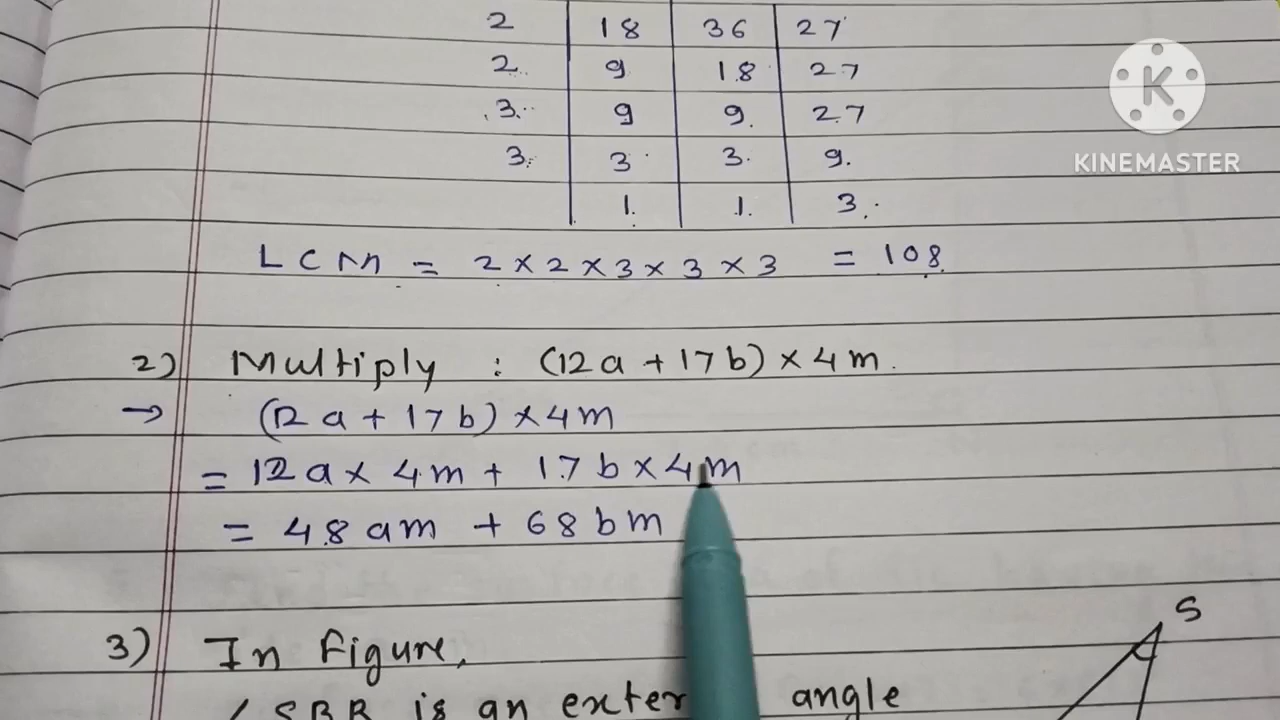 2 18 36 27
2 9 18 27
3 9 9 27
3 3 3 9
1 1 3
LCM = 2 × 2 × 3 × 3 × 3 = 108
2) Multiply : (12a + 17b) × 4m.
→ (12a + 17b) × 4m
= 12a × 4m + 17b × 4m
= 48am + 68bm
3) In figure,
is an exter angle
S
K
KINEMASTER